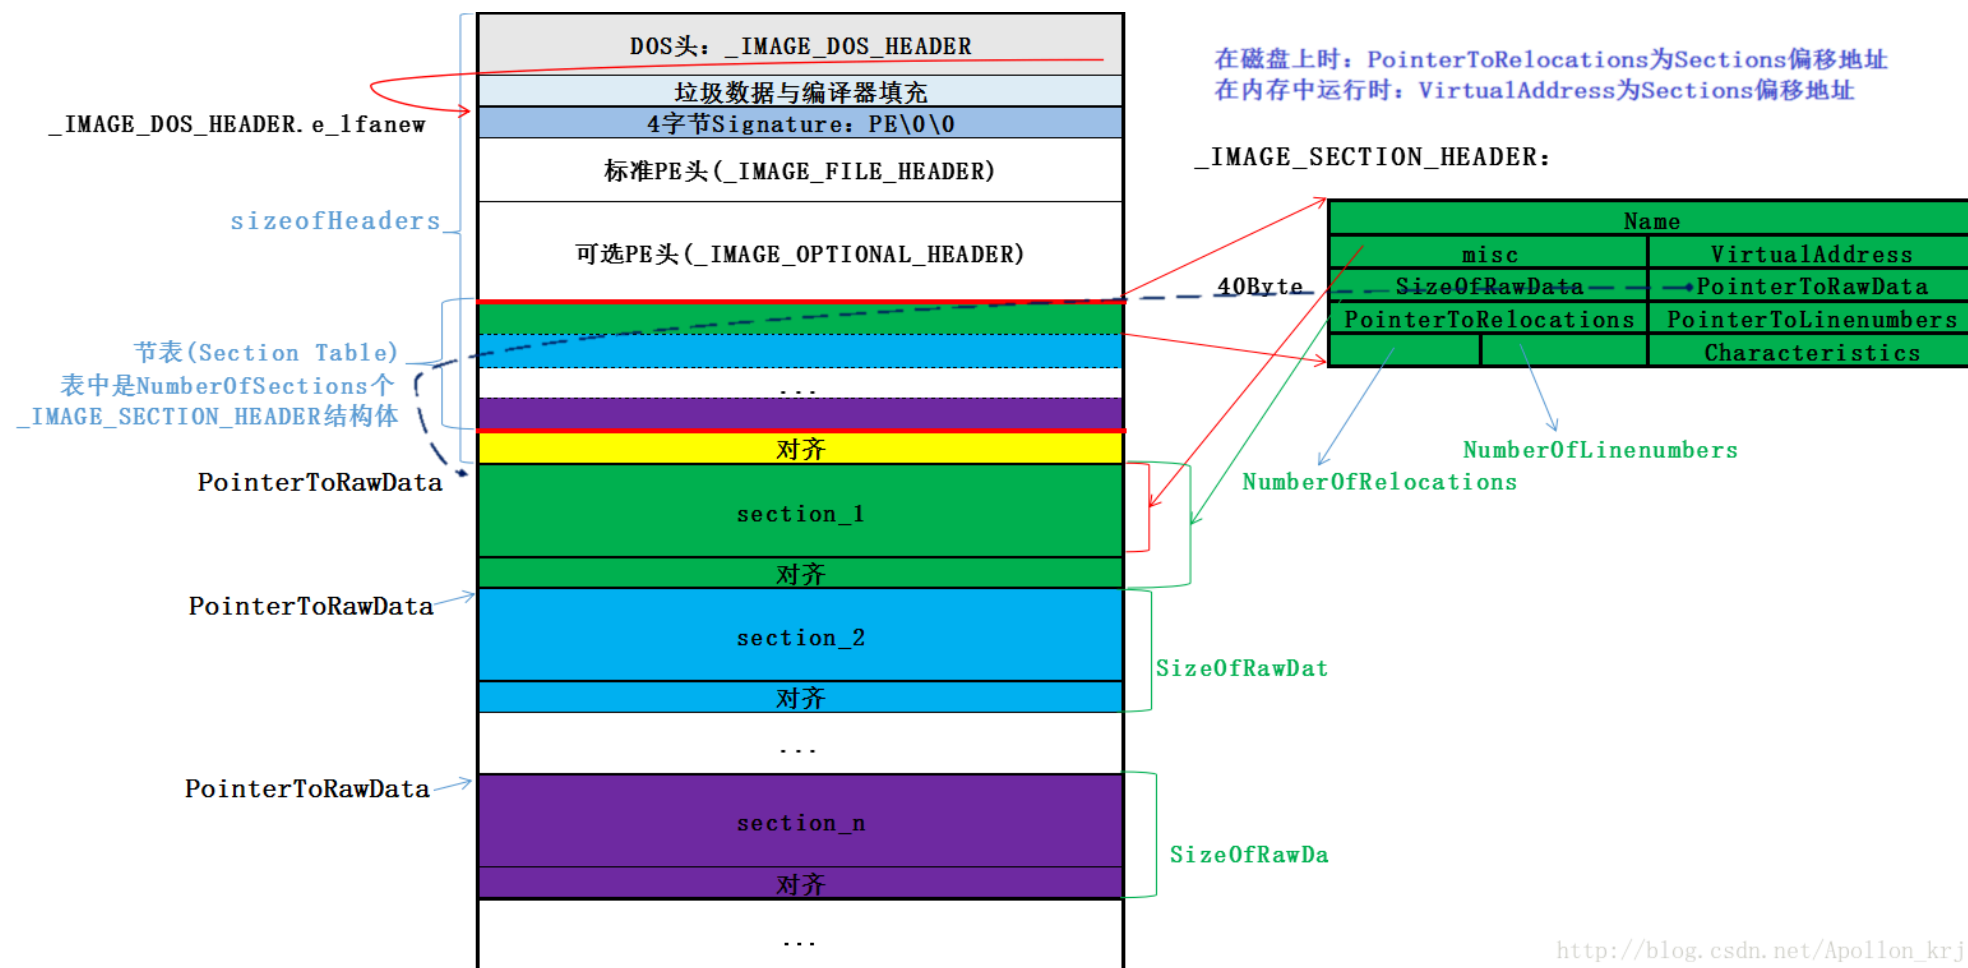 DOS头：_IMAGE_DOS_HEADER
垃圾数据与编译器填充
_IMAGE_DOS_HEADER.e_lfanew
4字节Signature：PE\0\0
标准PE头(_IMAGE_FILE_HEADER)
sizeofHeaders
可选PE头(_IMAGE_OPTIONAL_HEADER)
节表(Section Table)
表中是NumberOfSections个
_IMAGE_SECTION_HEADER结构体
...
对齐
PointerToRawData
section_1
对齐
PointerToRawData
section_2
对齐
...
PointerToRawData
section_n
对齐
...
在磁盘上时：PointerToRelocations为Sections偏移地址
在内存中运行时：VirtualAddress为Sections偏移地址
_IMAGE_SECTION_HEADER：
40Byte
Name
misc VirtualAddress
SizeOfRawData PointerToRawData
PointerToRelocations PointerToLinenumbers
Characteristics
NumberOfLinenumbers
NumberOfRelocations
SizeOfRawDat
SizeOfRawDa
http://blog.csdn.net/Apollon_krj